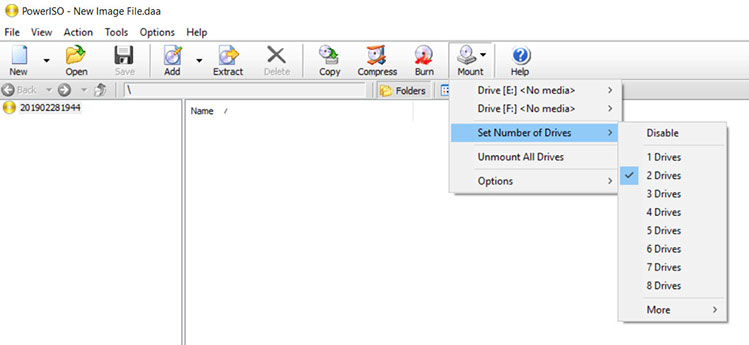 PowerISO - New Image File.daa
File View Action Tools Options Help
New Open Save Add Extract Delete Copy Compress Burn Mount Help
Back \ Folders
201902281944
Name /
Drive [E:] <No media>
Drive [F:] <No media>
Set Number of Drives
Unmount All Drives
Options
Disable
1 Drives
2 Drives
3 Drives
4 Drives
5 Drives
6 Drives
7 Drives
8 Drives
More